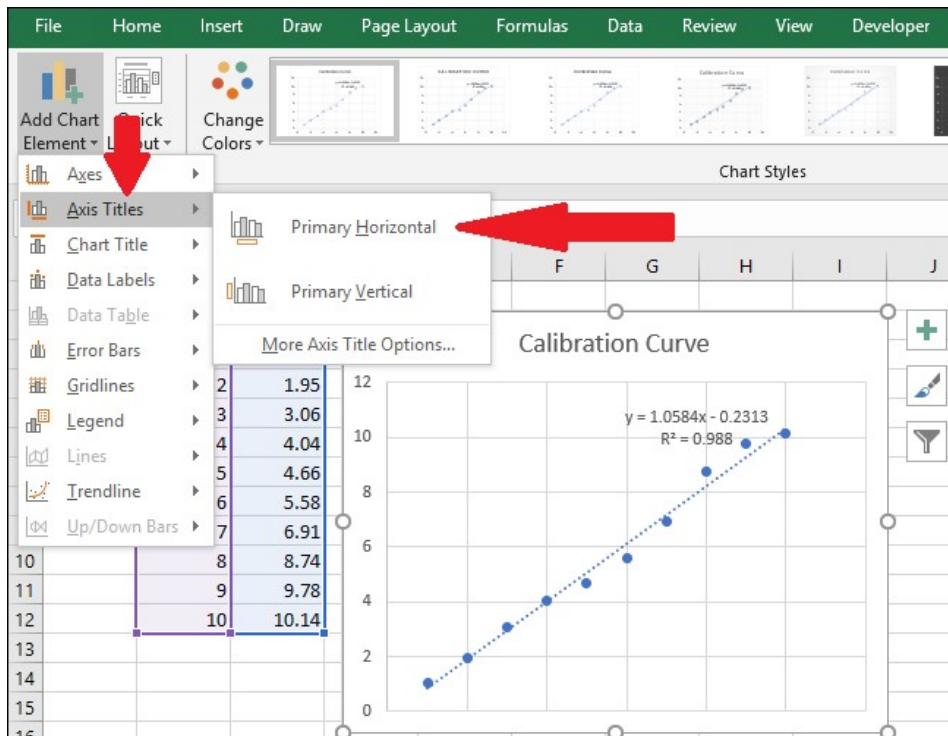 File Home Insert Draw Page Layout Formulas Data Review View Developer
Add Chart Element
Change Colors
Chart Styles
Axes
Axis Titles
Chart Title
Data Labels
Data Table
Error Bars
Gridlines
Legend
Lines
Trendline
Up/Down Bars
Primary Horizontal
Primary Vertical
More Axis Title Options...
F G H I J
2 1.95
3 3.06
4 4.04
5 4.66
6 5.58
7 6.91
10 8 8.74
11 9 9.78
12 10 10.14
13
14
15
16
Calibration Curve
y = 1.0584x - 0.2313
R² = 0.988
12
10
8
6
4
2
0